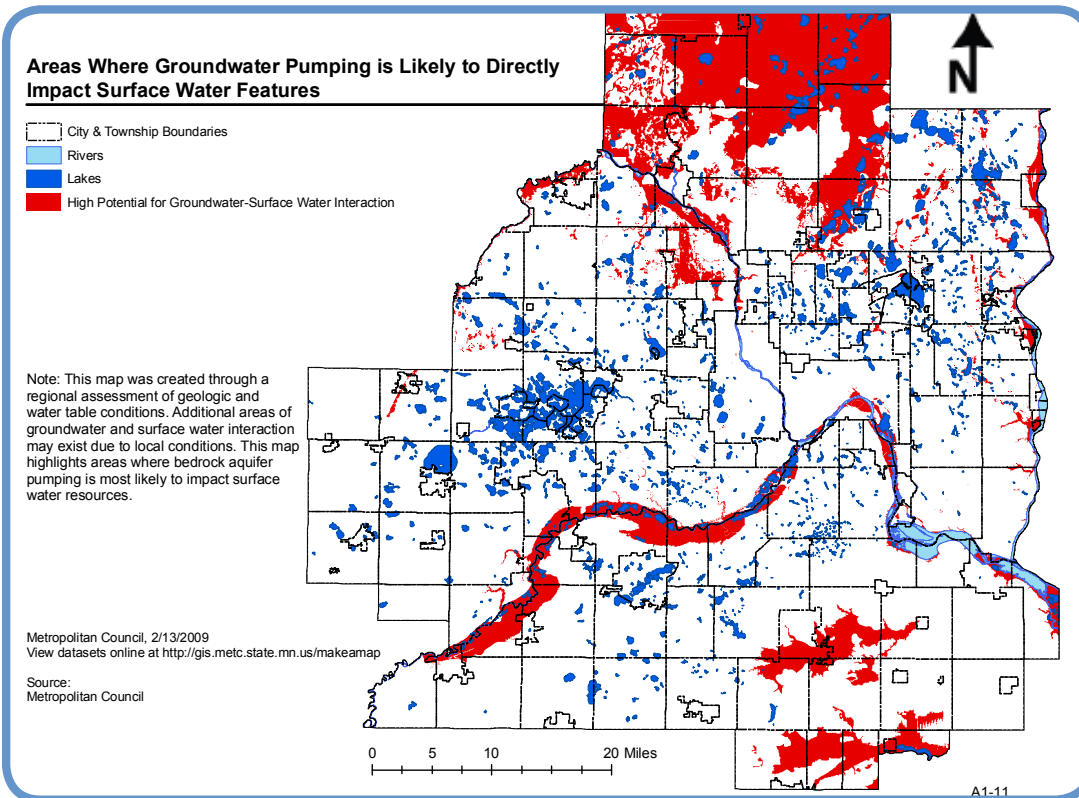 Areas Where Groundwater Pumping is Likely to Directly
Impact Surface Water Features
City & Township Boundaries
Rivers
Lakes
High Potential for Groundwater-Surface Water Interaction
N
Note: This map was created through a
regional assessment of geologic and
water table conditions. Additional areas of
groundwater and surface water interaction
may exist due to local conditions. This map
highlights areas where bedrock aquifer
pumping is most likely to impact surface
water resources.
Metropolitan Council, 2/13/2009
View datasets online at http://gis.metc.state.mn.us/makeamap
Source:
Metropolitan Council
0 5 10 20 Miles
A1-11